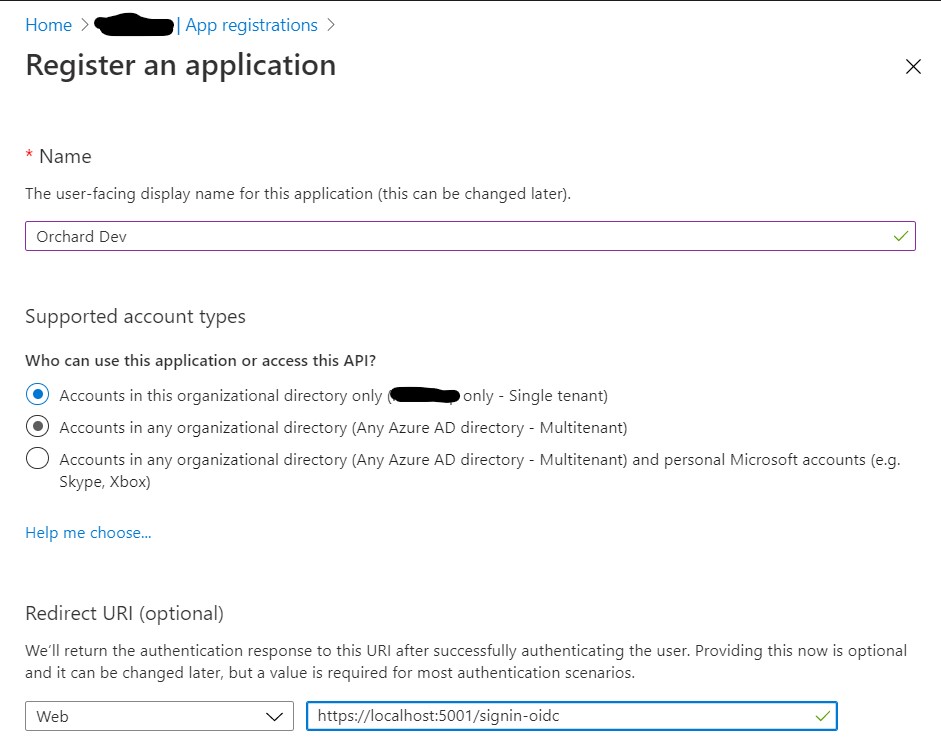 Home > | App registrations >
Register an application
* Name
The user-facing display name for this application (this can be changed later).
Orchard Dev
Supported account types
Who can use this application or access this API?
Accounts in this organizational directory only ( only - Single tenant)
Accounts in any organizational directory (Any Azure AD directory - Multitenant)
Accounts in any organizational directory (Any Azure AD directory - Multitenant) and personal Microsoft accounts (e.g.
Skype, Xbox)
Help me choose...
Redirect URI (optional)
We'll return the authentication response to this URI after successfully authenticating the user. Providing this now is optional
and it can be changed later, but a value is required for most authentication scenarios.
Web
https://localhost:5001/signin-oidc